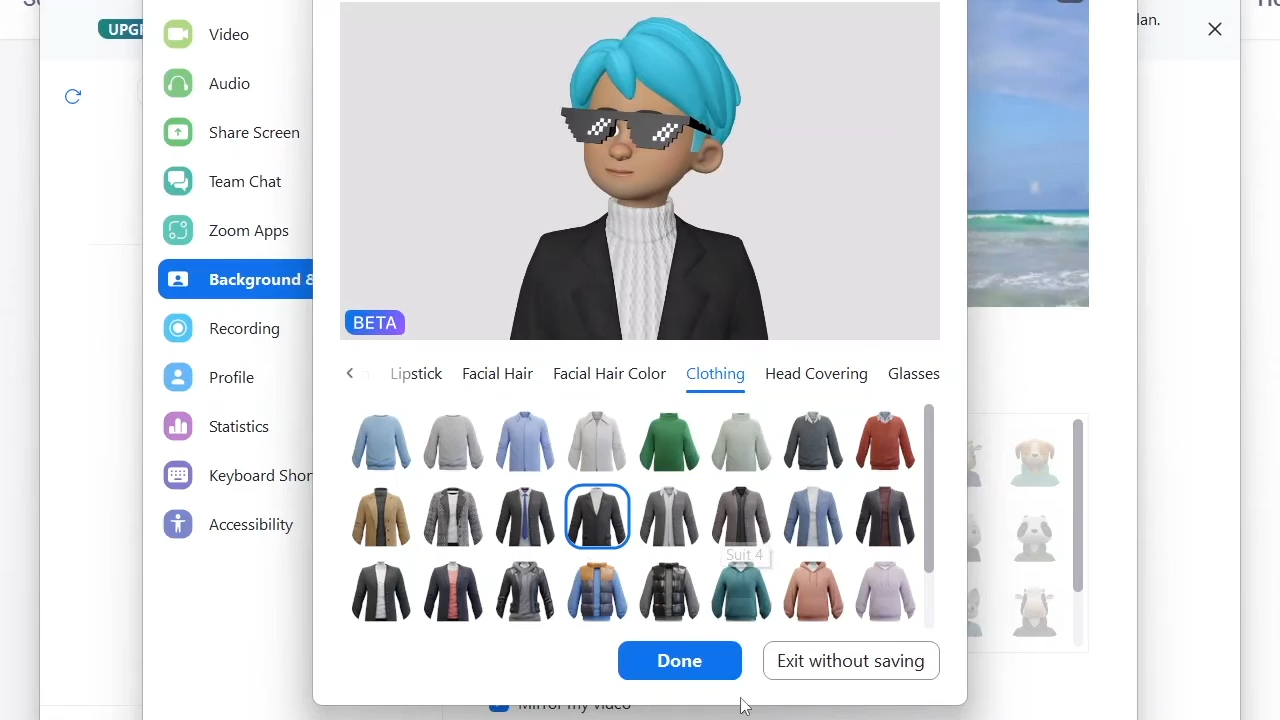 lan.
UPGR
Video
Audio
Share Screen
Team Chat
Zoom Apps
Background &
Recording
Profile
Statistics
Keyboard Shor
Accessibility
BETA
Lipstick
Facial Hair
Facial Hair Color
Clothing
Head Covering
Glasses
Suit 4
Done
Exit without saving
Mirror my video